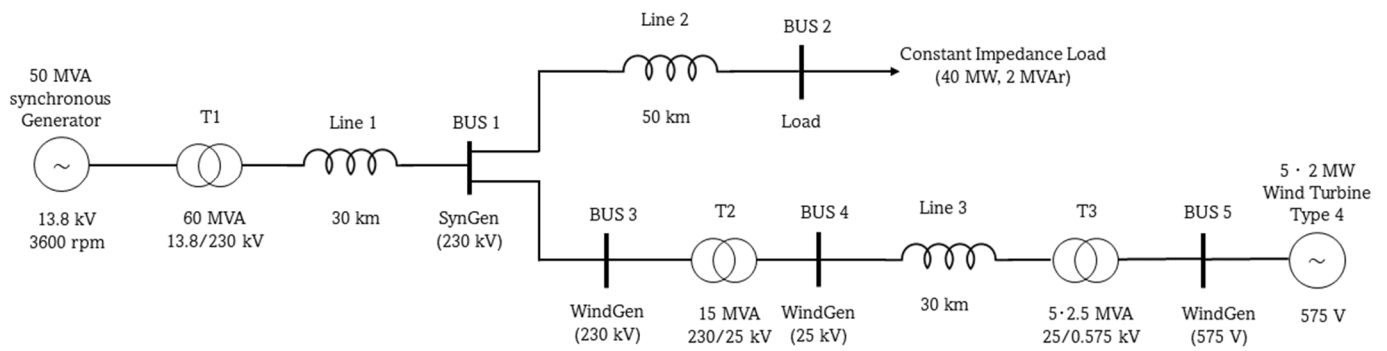 Line 2
BUS 2
Constant Impedance Load
(40 MW, 2 MVAr)
50 km
Load
50 MVA
synchronous
Generator
~
13.8 kV
3600 rpm
T1
60 MVA
13.8/230 kV
Line 1
30 km
BUS 1
SynGen
(230 kV)
BUS 3
WindGen
(230 kV)
T2
15 MVA
230/25 kV
BUS 4
WindGen
(25 kV)
Line 3
30 km
T3
5·2.5 MVA
25/0.575 kV
BUS 5
WindGen
(575 V)
5 · 2 MW
Wind Turbine
Type 4
~
575 V